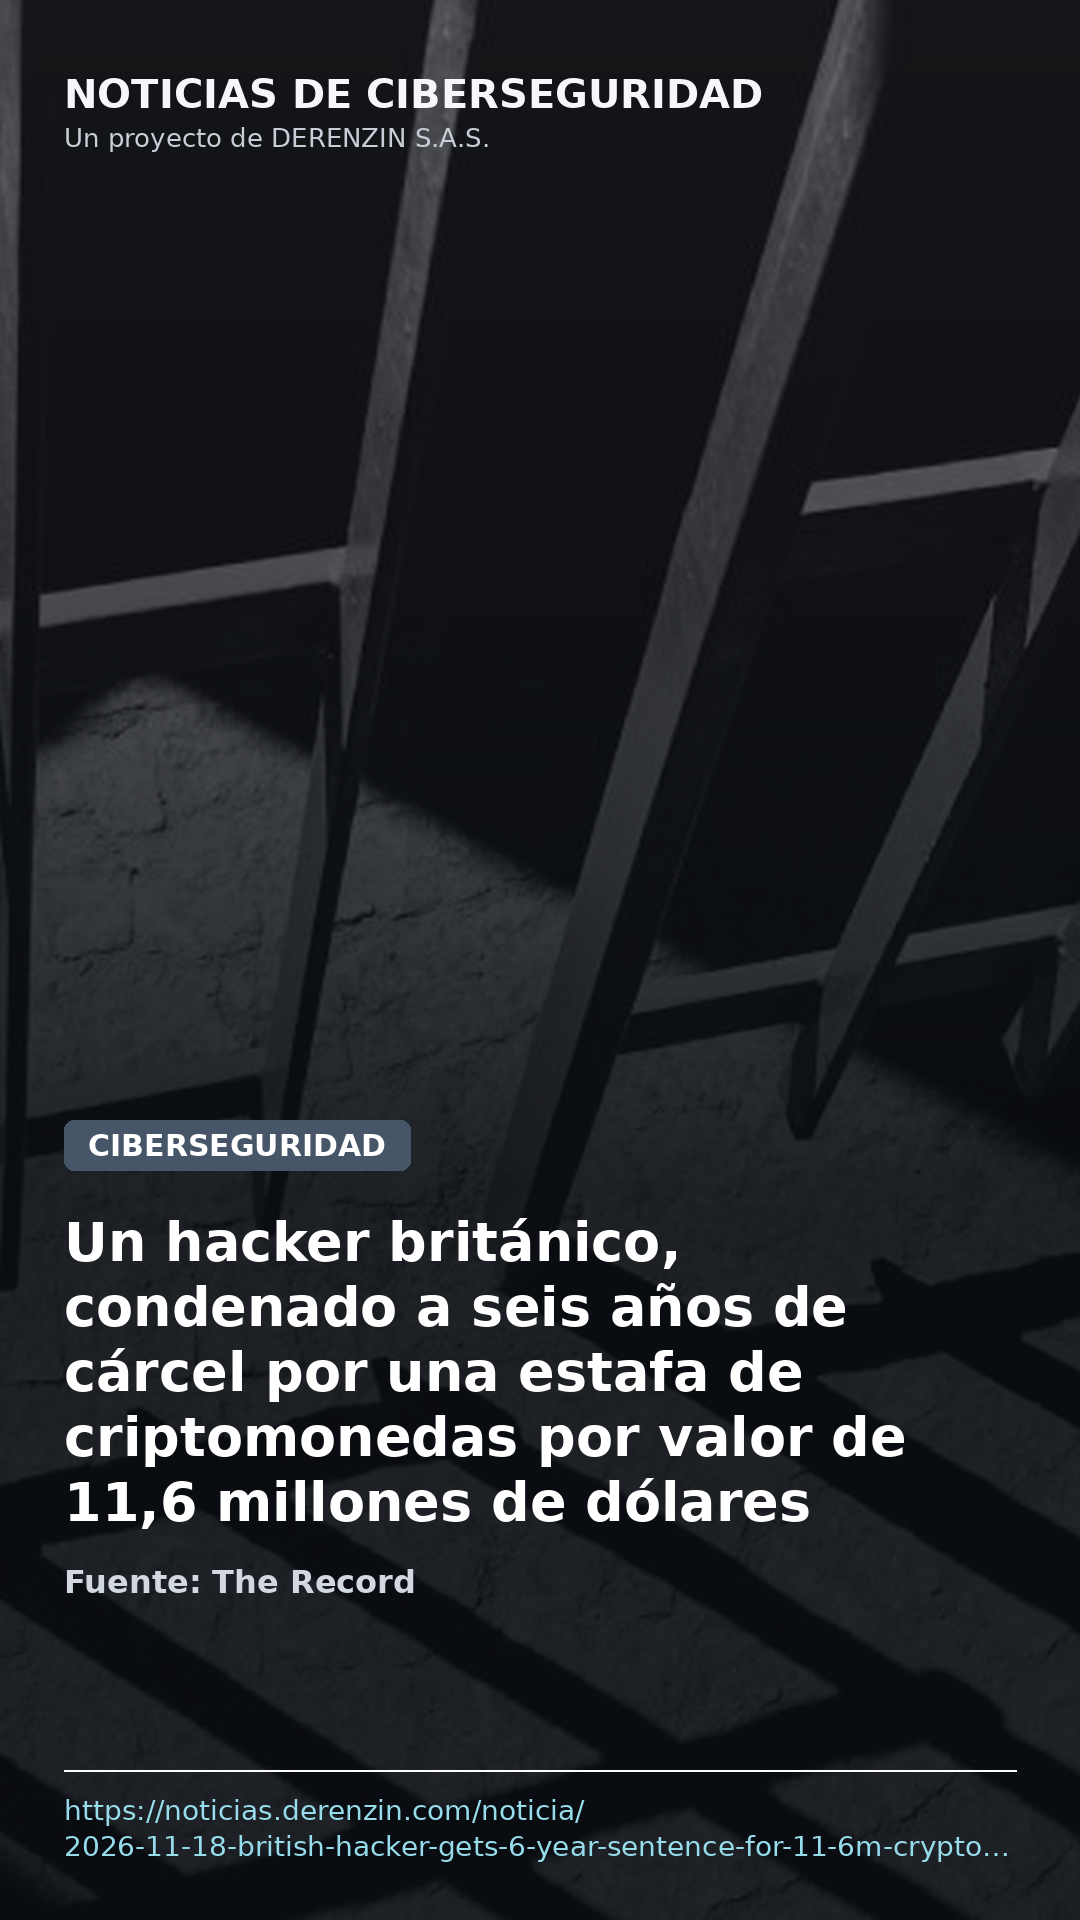 NOTICIAS DE CIBERSEGURIDAD
Un proyecto de DERENZIN S.A.S.
CIBERSEGURIDAD
Un hacker británico,
condenado a seis años de
cárcel por una estafa de
criptomonedas por valor de
11,6 millones de dólares
Fuente: The Record
https://noticias.derenzin.com/noticia/
2026-11-18-british-hacker-gets-6-year-sentence-for-11-6m-crypto…